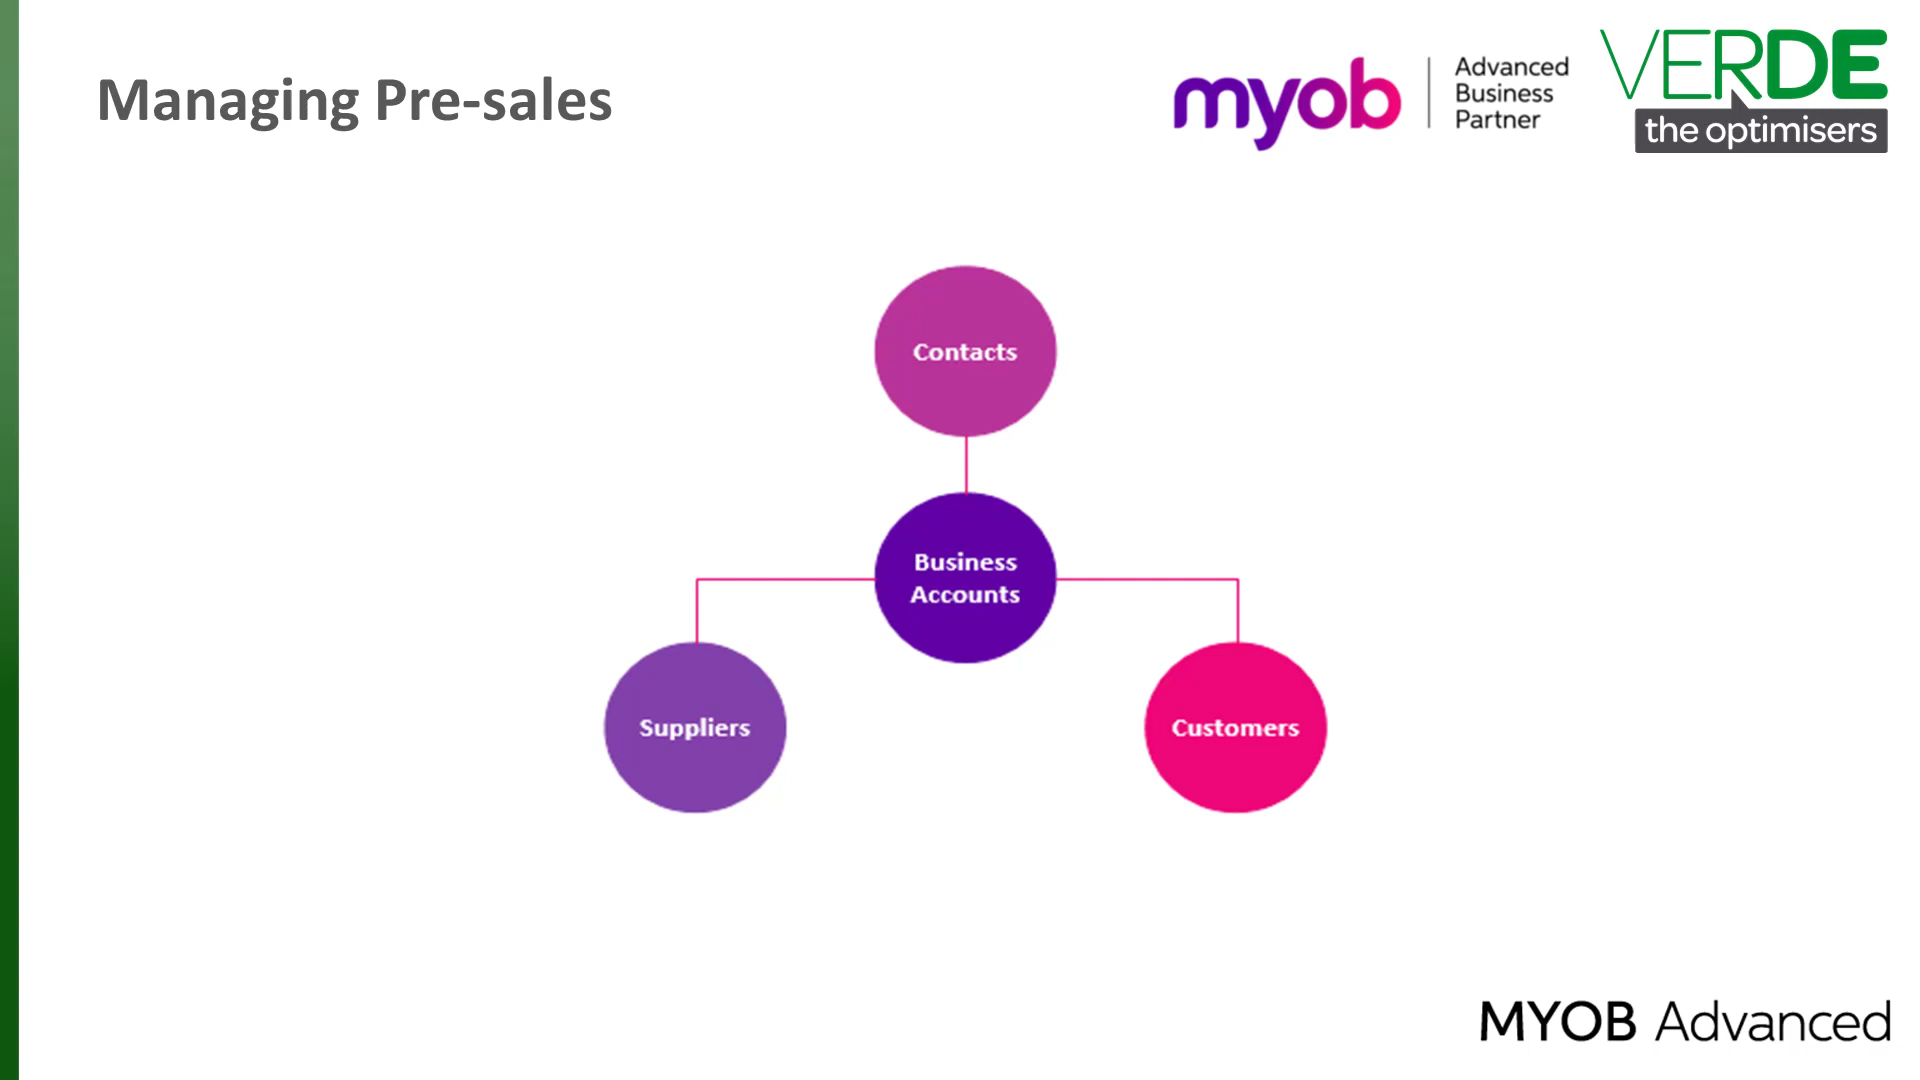 Managing Pre-sales
myob
Advanced
Business
Partner
VERDE
the optimisers
Contacts
Business
Accounts
Suppliers
Customers
MYOB Advanced